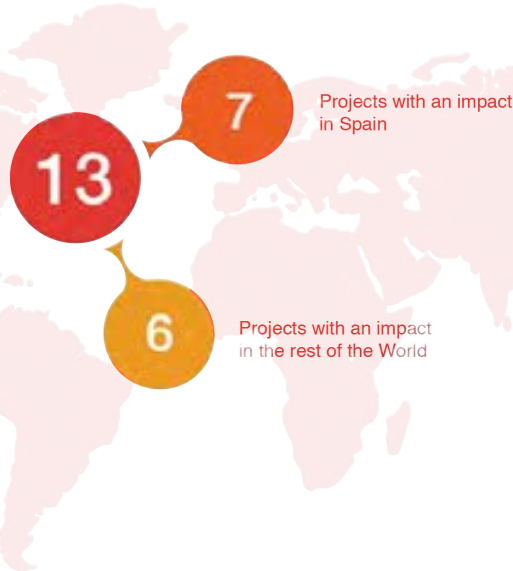 7
Projects with an impact
in Spain
13
6
Projects with an impact
in the rest of the World